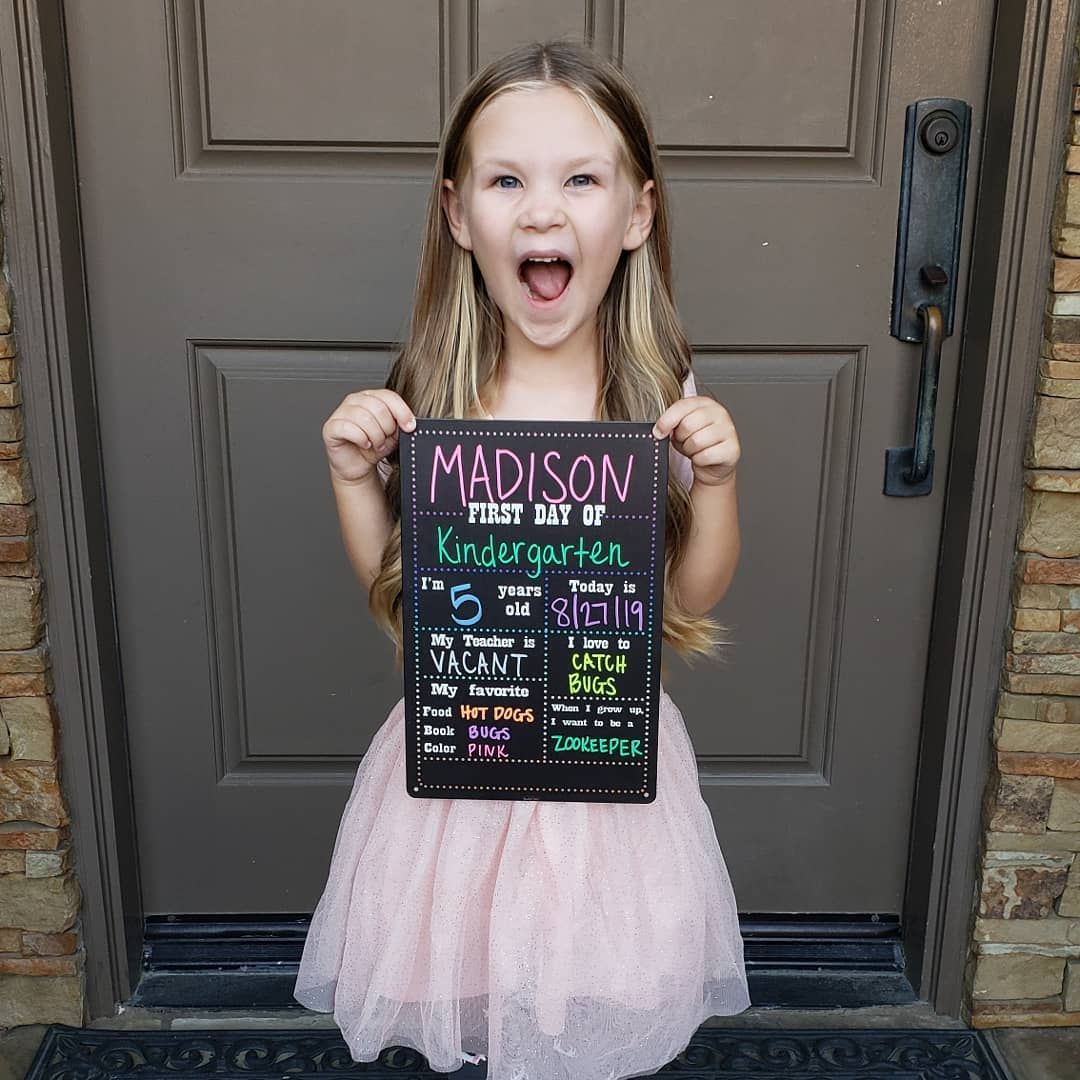 MADISON
FIRST DAY OF
Kindergarten
I'm 5 years old
Today is
8/27/19
My Teacher is
VACANT
I love to
CATCH
BUGS
My favorite
Food HOT DOGS
Book BUGS
Color PINK
When I grow up,
I want to be a
ZOOKEEPER